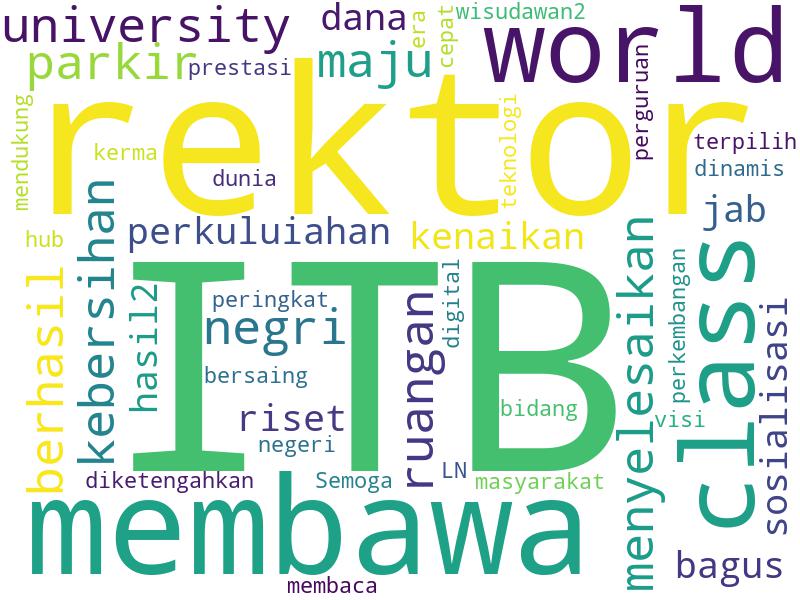 university
dana
era
cepat
wisudawan2
world
parkir
prestasi
maju
rektor
perguruan
terpilih
mendukung
kerma
dunia
teknologi
dinamis
hub
kebersihan
perkuluiahan
kenaikan
jab
ITB
berhasil
hasil2
peringkat
negri
bersaing
riset
negeri
ruangan
digital
bidang
menyelesaikan
perkembangan
visi
class
sosialisasi
diketengahkan
Semoga
LN
masyarakat
membawa
bagus
membaca